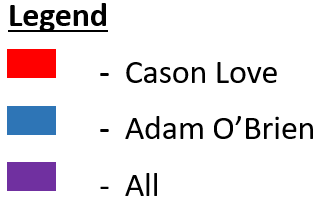 Legend
- Cason Love
- Adam O’Brien
- All